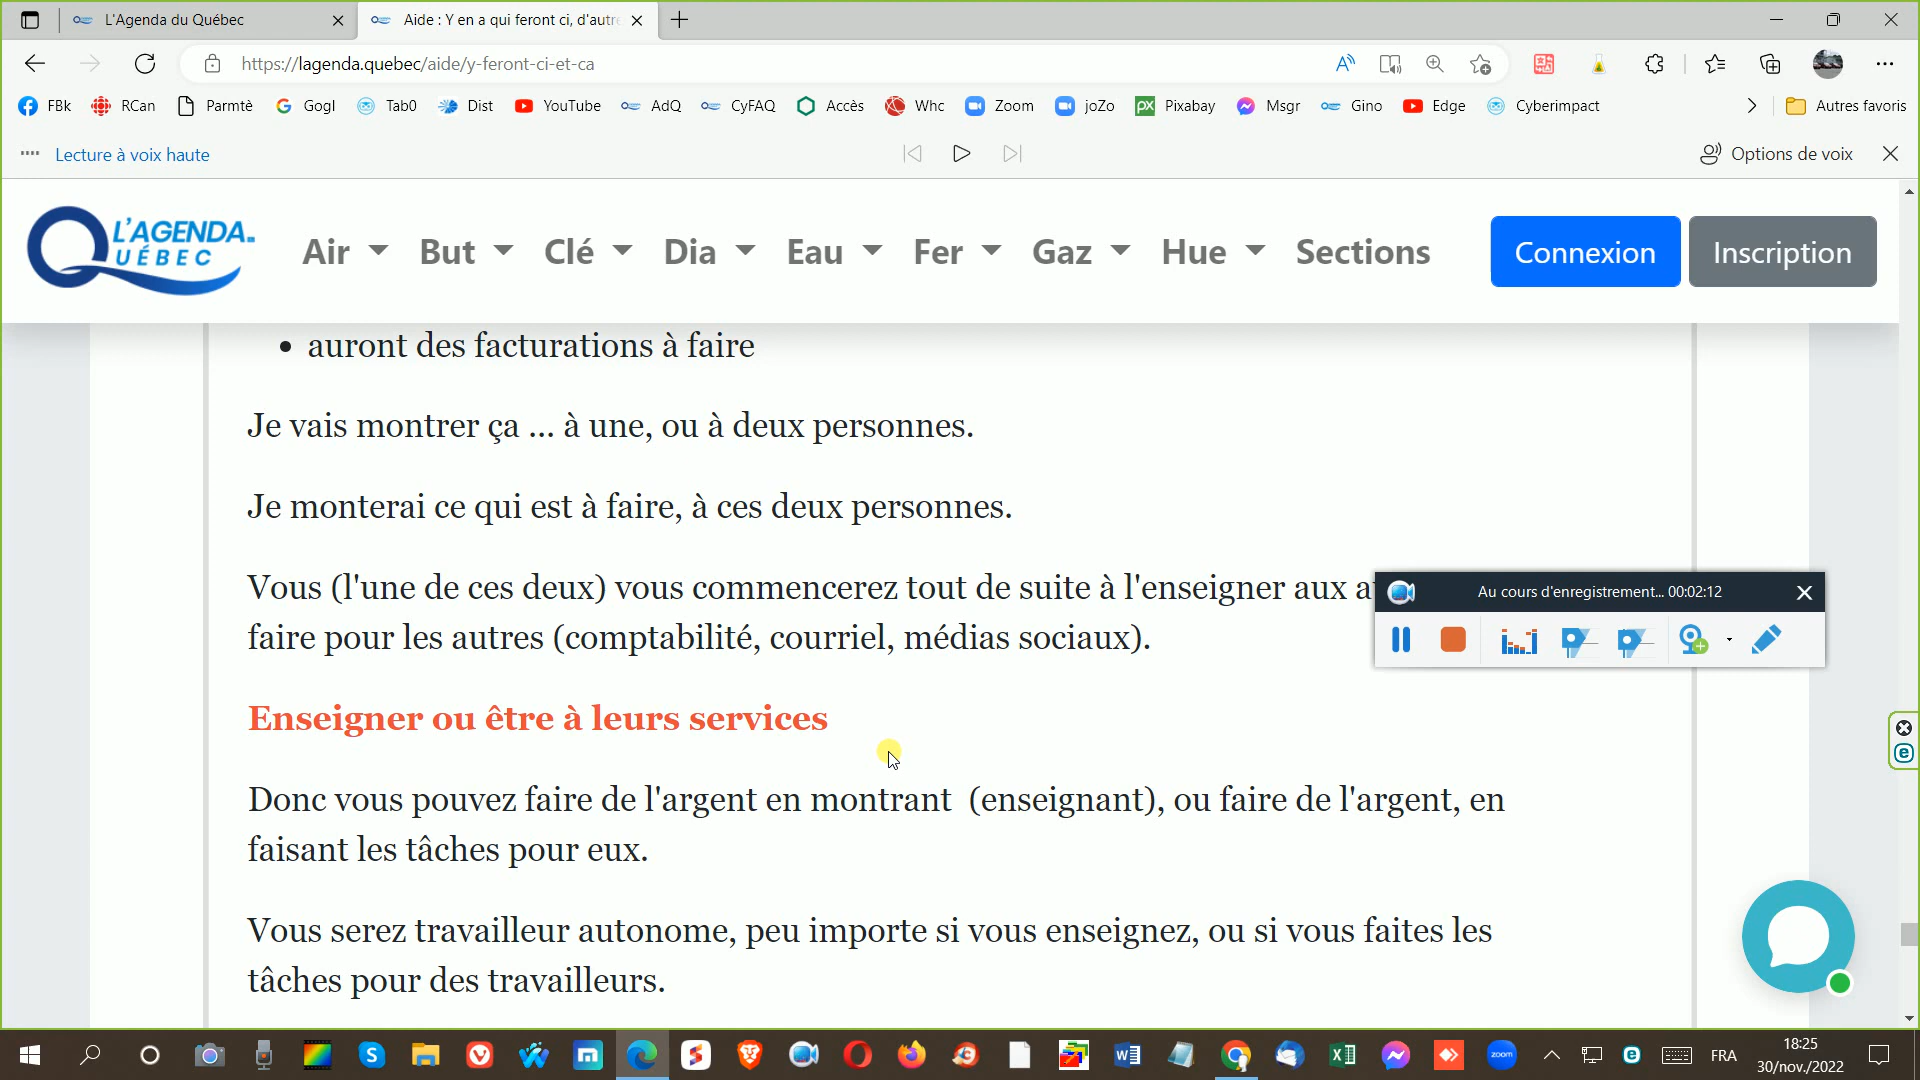 L'Agenda du Québec
Aide : Y en a qui feront ci, d'autre
https://lagenda.quebec/aide/y-feront-ci-et-ca
FBk RCan Parmtè Gogl Tab0 Dist YouTube AdQ CyFAQ Accès Whc Zoom joZo Pixabay Msgr Gino Edge Cyberimpact Autres favoris
Lecture à voix haute
Options de voix
L'AGENDA.
QUÉBEC
Air But Clé Dia Eau Fer Gaz Hue Sections Connexion Inscription
• auront des facturations à faire
Je vais montrer ça ... à une, ou à deux personnes.
Je monterai ce qui est à faire, à ces deux personnes.
Vous (l'une de ces deux) vous commencerez tout de suite à l'enseigner aux
faire pour les autres (comptabilité, courriel, médias sociaux).
Au cours d'enregistrement... 00:02:12
Enseigner ou être à leurs services
Donc vous pouvez faire de l'argent en montrant (enseignant), ou faire de l'argent, en
faisant les tâches pour eux.
Vous serez travailleur autonome, peu importe si vous enseignez, ou si vous faites les
tâches pour des travailleurs.
zoom
FRA
18:25
30/nov./2022